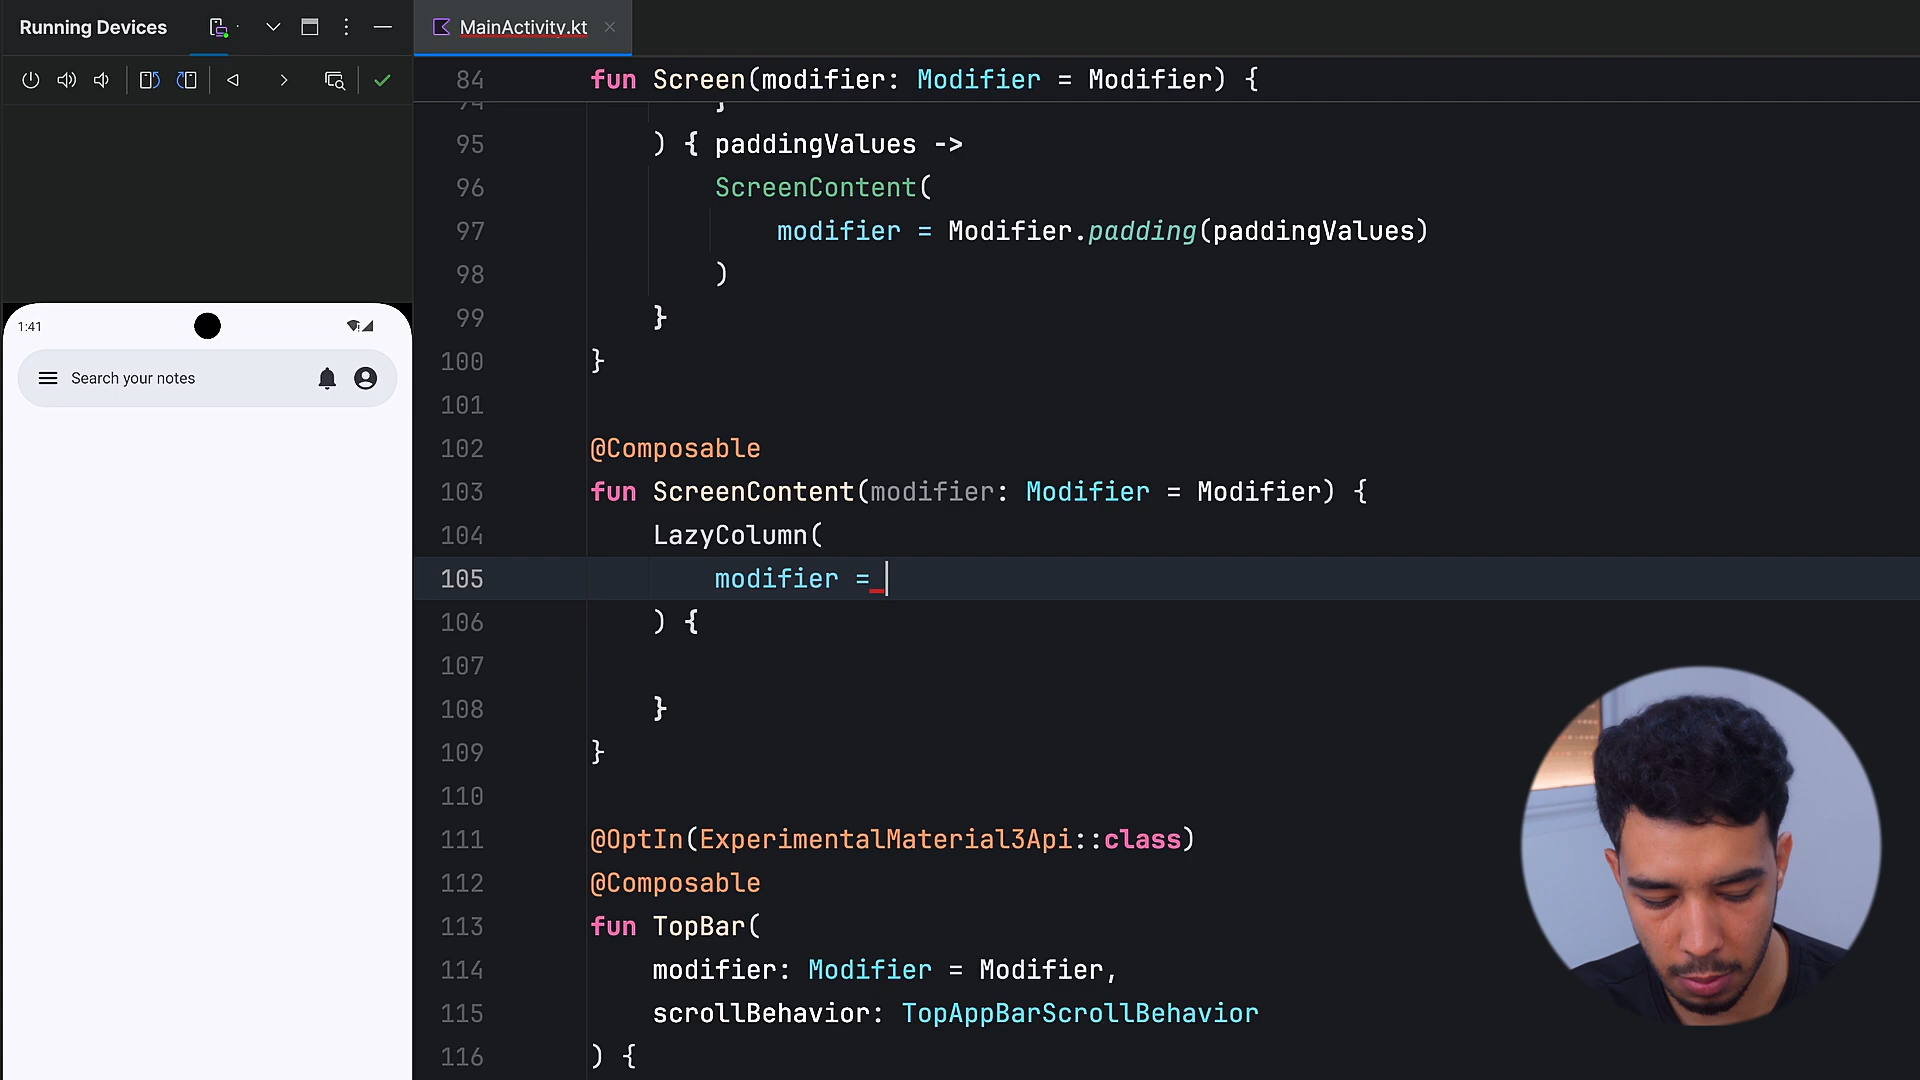 Running Devices
MainActivity.kt
84 fun Screen(modifier: Modifier = Modifier) {
94 }
95 ) { paddingValues ->
96 ScreenContent(
97 modifier = Modifier.padding(paddingValues)
98 )
99 }
100 }
101
102 @Composable
103 fun ScreenContent(modifier: Modifier = Modifier) {
104 LazyColumn(
105 modifier =
106 ) {
107
108 }
109 }
110
111 @OptIn(ExperimentalMaterial3Api::class)
112 @Composable
113 fun TopBar(
114 modifier: Modifier = Modifier,
115 scrollBehavior: TopAppBarScrollBehavior
116 ) {
1:41
Search your notes